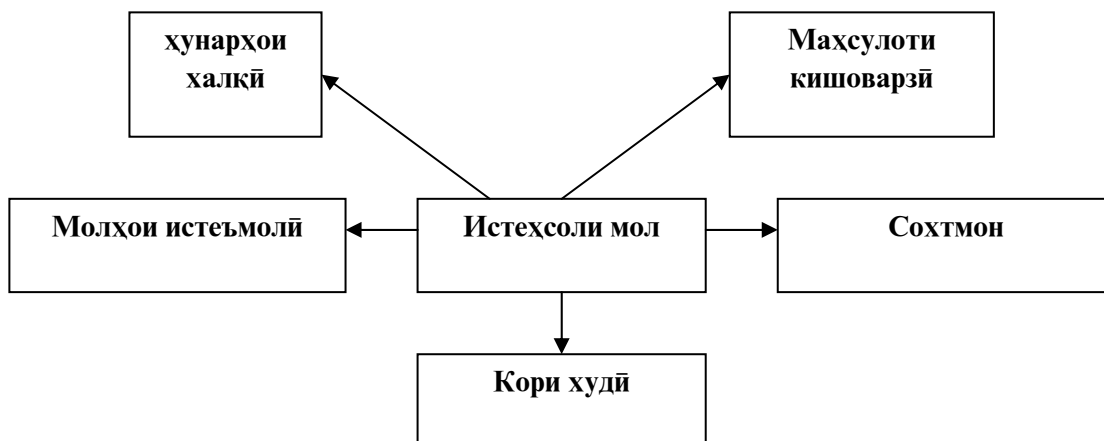 ҳунарҳои
халқӣ
Маҳсулоти
кишоварзӣ
Молҳои истеъмолӣ
Истеҳсоли мол
Сохтмон
Кори худӣ